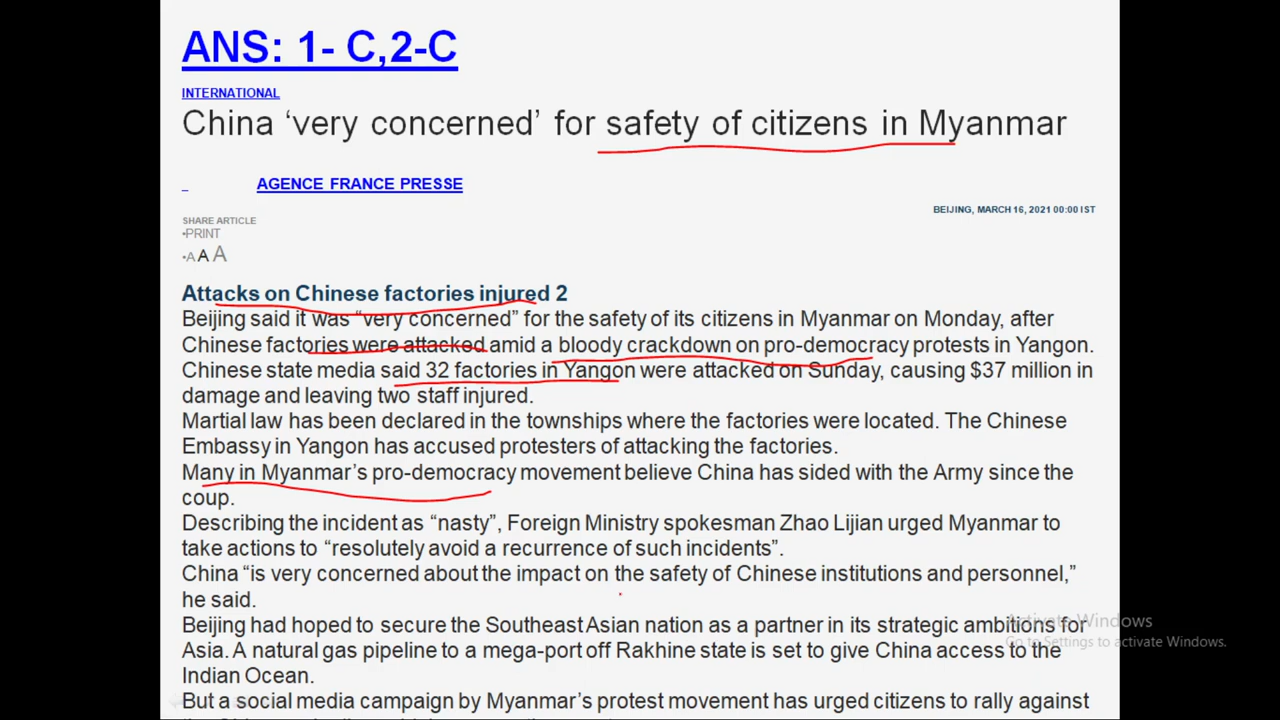 ANS: 1- C,2-C
INTERNATIONAL
China ‘very concerned’ for safety of citizens in Myanmar
AGENCE FRANCE PRESSE
BEIJING, MARCH 16, 2021 00:00 IST
SHARE ARTICLE
•PRINT
•A A A
Attacks on Chinese factories injured 2
Beijing said it was “very concerned” for the safety of its citizens in Myanmar on Monday, after
Chinese factories were attacked amid a bloody crackdown on pro-democracy protests in Yangon.
Chinese state media said 32 factories in Yangon were attacked on Sunday, causing $37 million in
damage and leaving two staff injured.
Martial law has been declared in the townships where the factories were located. The Chinese
Embassy in Yangon has accused protesters of attacking the factories.
Many in Myanmar’s pro-democracy movement believe China has sided with the Army since the
coup.
Describing the incident as “nasty”, Foreign Ministry spokesman Zhao Lijian urged Myanmar to
take actions to “resolutely avoid a recurrence of such incidents”.
China “is very concerned about the impact on the safety of Chinese institutions and personnel,”
he said.
Beijing had hoped to secure the Southeast Asian nation as a partner in its strategic ambitions for
Asia. A natural gas pipeline to a mega-port off Rakhine state is set to give China access to the
Indian Ocean.
But a social media campaign by Myanmar’s protest movement has urged citizens to rally against
Activate Windows
Go to Settings to activate Windows.